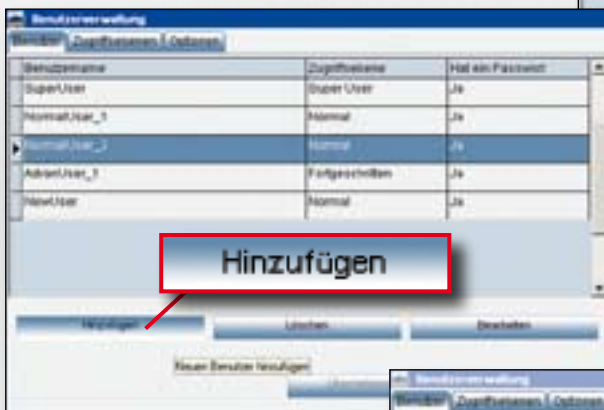 Benutzerverwaltung
Benutzer Zugriffsebenen Optionen
Benutzername Zugriffsebene Hat ein Passwort
SuperUser Super User Ja
NormalUser_1 Normal Ja
NormalUser_2 Normal Ja
AdvanUser_1 Fortgeschritten Ja
NewUser Normal Ja
Hinzufügen
Hinzufügen Löschen Bearbeiten
Neuen Benutzer hinzufügen
Benutzerverwaltung
Benutzer Zugriffsebenen Optionen